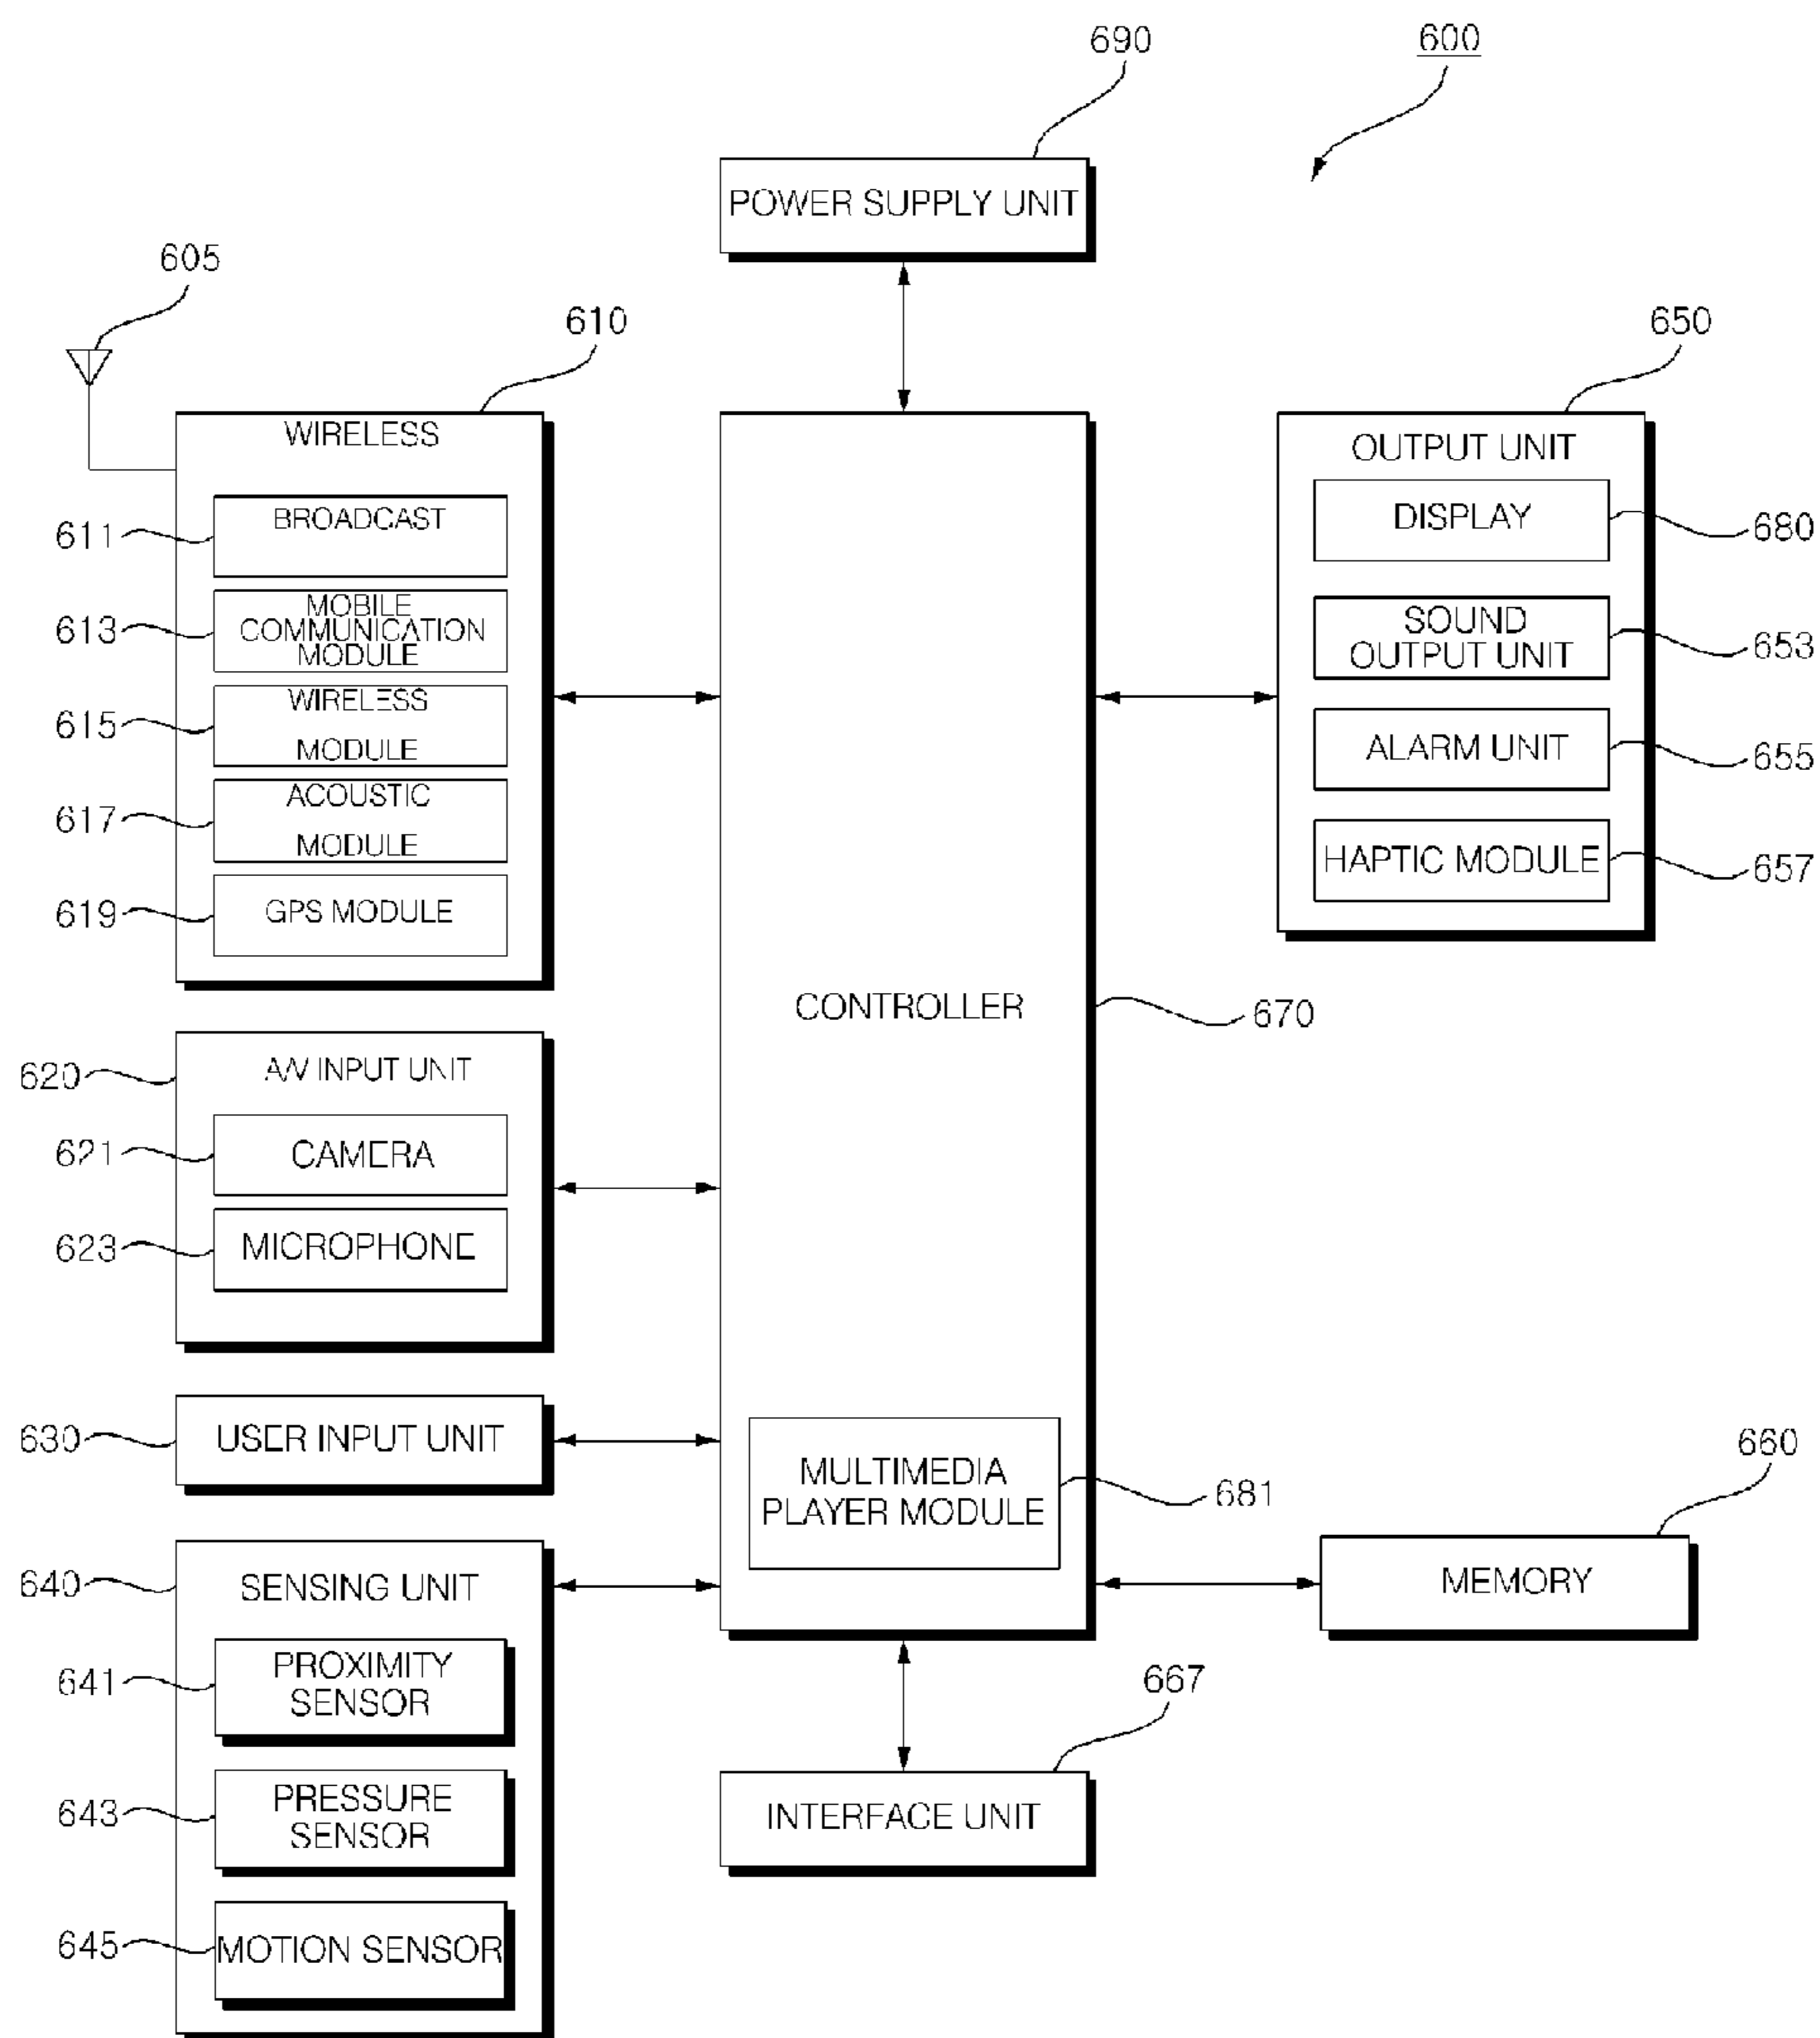 690
600
POWER SUPPLY UNIT
605
610
650
WIRELESS
OUTPUT UNIT
611
BROADCAST
DISPLAY
680
613
MOBILE
COMMUNICATION
MODULE
SOUND
OUTPUT UNIT
653
615
WIRELESS
MODULE
ALARM UNIT
655
617
ACOUSTIC
MODULE
HAPTIC MODULE
657
619
GPS MODULE
CONTROLLER
670
620
A/V INPUT UNIT
621
CAMERA
623
MICROPHONE
630
USER INPUT UNIT
MULTIMEDIA
PLAYER MODULE
681
660
640
SENSING UNIT
MEMORY
641
PROXIMITY
SENSOR
667
643
PRESSURE
SENSOR
INTERFACE UNIT
645
MOTION SENSOR